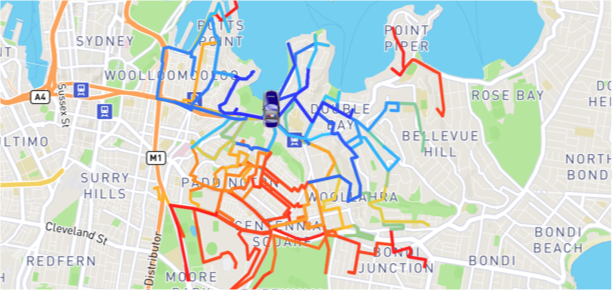 POTTS
POINT
SYDNEY
POINT
PIPER
WOOLLOOMOOLOO
A4
Sussex St
ROSE BAY
DOUBLE
BAY
BELLEVUE
HILL
ULTIMO
M1
SURRY
HILLS
PADDINGTON
WOOLLAHRA
NORTH
BOND
Cleveland St
CENTENNIAL
SQUARE
REDFERN
Distributor
BONDI
JUNCTION
BONDI
BONDI
BEACH
MOORE